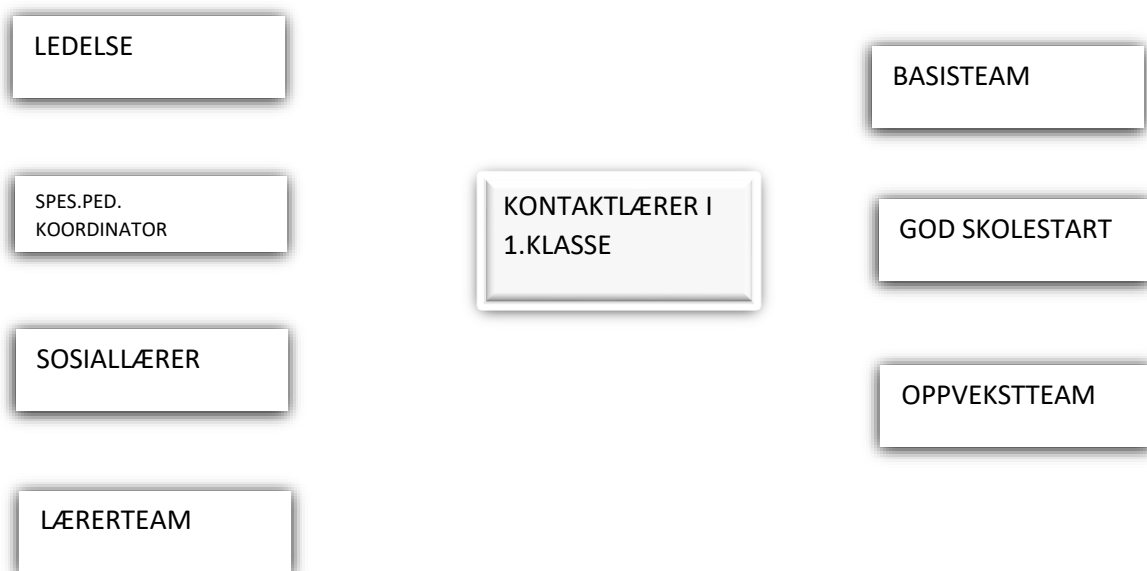 LEDELSE
SPES.PED.
KOORDINATOR
SOSIALLÆRER
LÆRERTEAM
KONTAKTLÆRER I
1.KLASSE
BASISTEAM
GOD SKOLESTART
OPPVEKSTTEAM